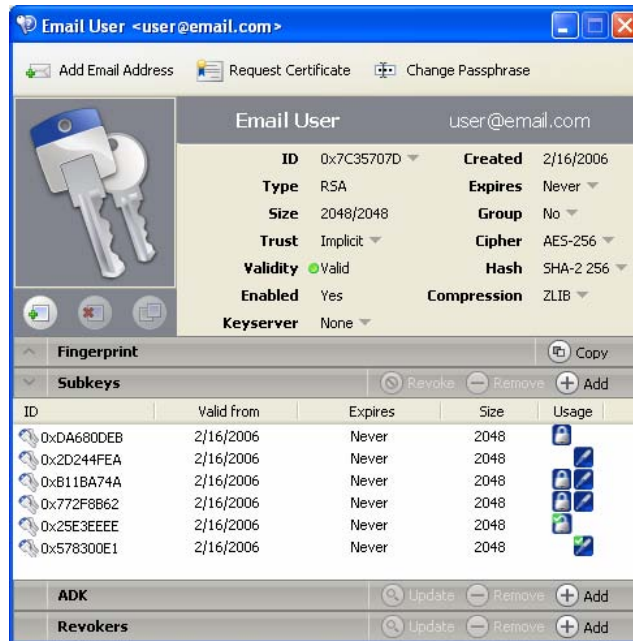 Email User <user@email.com>
Add Email Address Request Certificate Change Passphrase
Email User user@email.com
ID 0x7C35707D Created 2/16/2006
Type RSA Expires Never
Size 2048/2048 Group No
Trust Implicit Cipher AES-256
Validity Valid Hash SHA-2 256
Enabled Yes Compression ZLIB
Keyserver None
Fingerprint Copy
Subkeys Revoke Remove Add
ID Valid from Expires Size Usage
0xDA680DEB 2/16/2006 Never 2048
0x2D244FEA 2/16/2006 Never 2048
0xB11BA74A 2/16/2006 Never 2048
0x772F8B62 2/16/2006 Never 2048
0x25E3EEEE 2/16/2006 Never 2048
0x578300E1 2/16/2006 Never 2048
ADK Update Remove Add
Revokers Update Remove Add